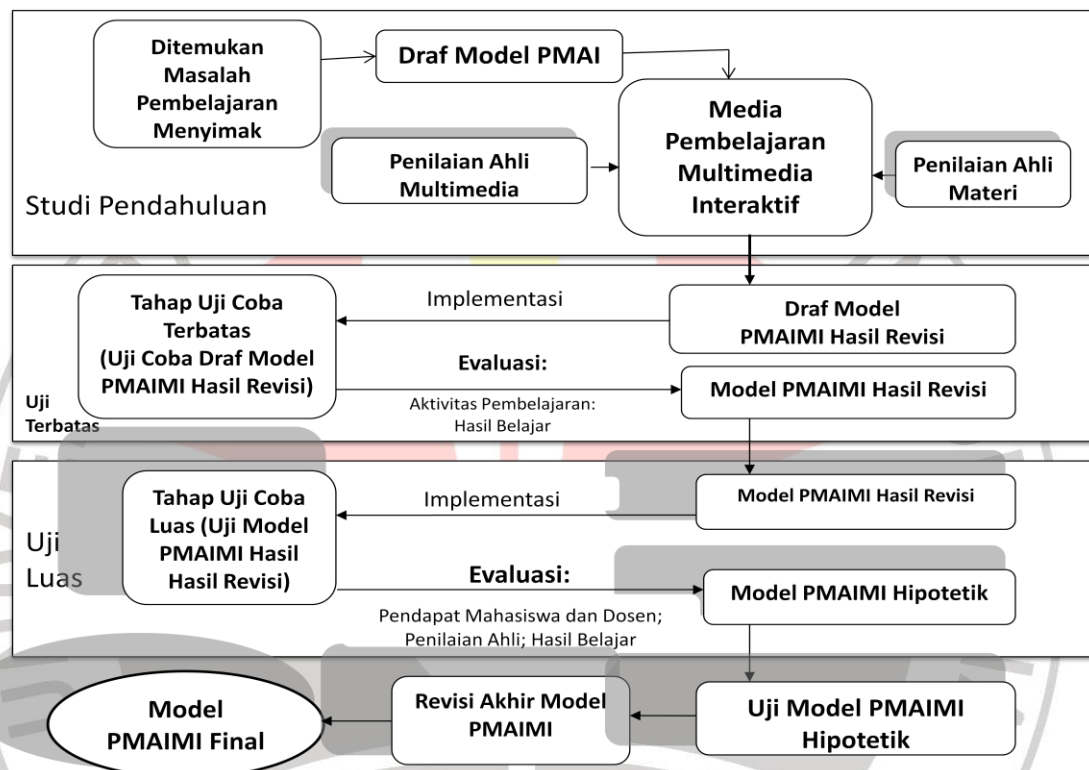 Ditemukan
Masalah
Pembelajaran
Menyimak
Draf Model PMAI
Media
Pembelajaran
Multimedia
Interaktif
Penilaian Ahli
Multimedia
Penilaian Ahli
Materi
Studi Pendahuluan
Tahap Uji Coba
Terbatas
(Uji Coba Draf Model
PMAIMI Hasil Revisi)
Implementasi
Draf Model
PMAIMI Hasil Revisi
Evaluasi:
Aktivitas Pembelajaran:
Hasil Belajar
Model PMAIMI Hasil Revisi
Uji
Terbatas
Tahap Uji Coba
Luas (Uji Model
PMAIMI Hasil
Hasil Revisi)
Implementasi
Model PMAIMI Hasil Revisi
Uji
Luas
Evaluasi:
Pendapat Mahasiswa dan Dosen;
Penilaian Ahli; Hasil Belajar
Model PMAIMI Hipotetik
Model
PMAIMI Final
Revisi Akhir Model
PMAIMI
Uji Model PMAIMI
Hipotetik